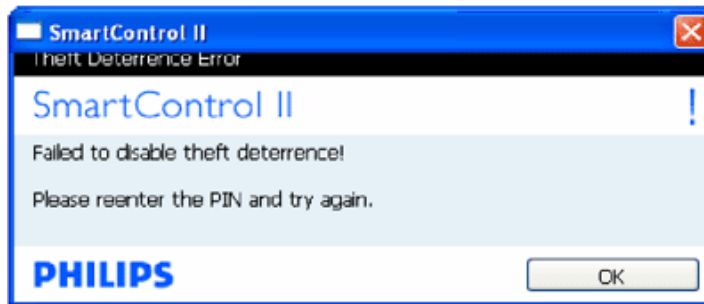 SmartControl II
Theft Deterrence Error
SmartControl II
!
Failed to disable theft deterrence!
Please reenter the PIN and try again.
PHILIPS
OK